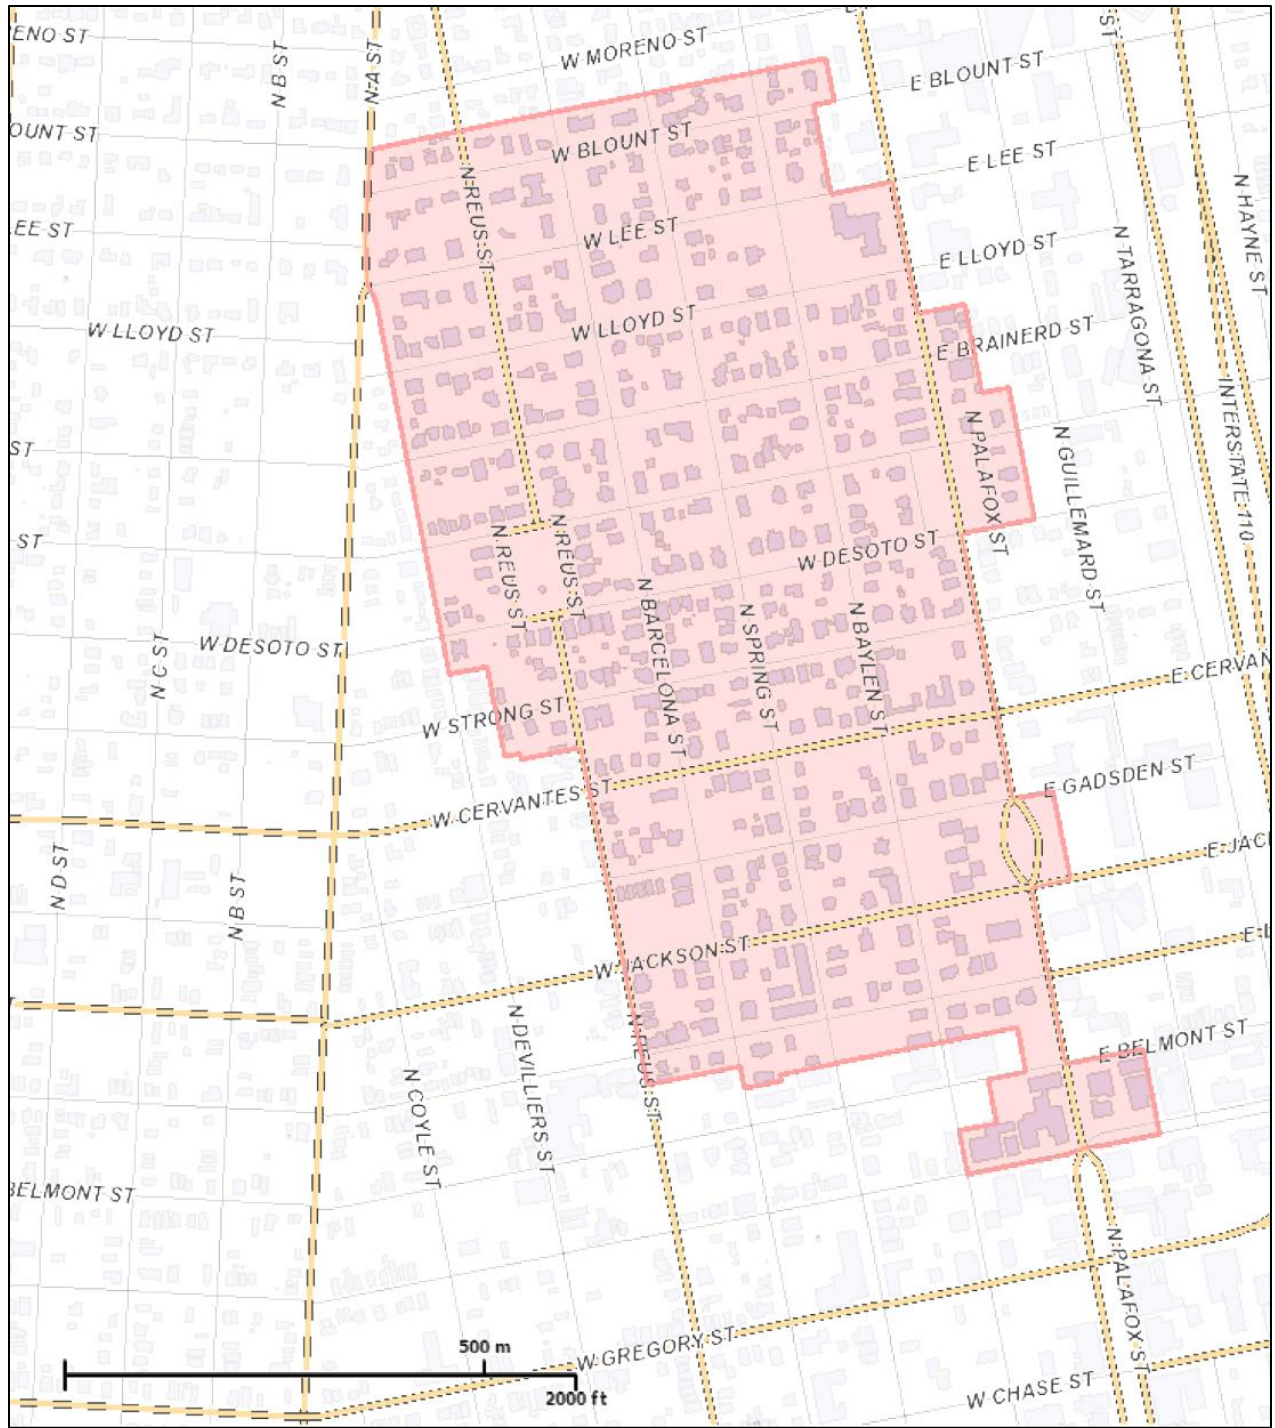 ENO ST
N B ST
N A ST
W MORENO ST
ST
E BLOUNT ST
OUNT ST
W BLOUNT ST
E LEE ST
N REUS ST
N HAYNE ST
EE ST
W LEE ST
E LLOYD ST
N TARRAGONA ST
W LLOYD ST
W LLOYD ST
E BRAINERD ST
INTERSTATE 110
ST
N PALAFOX ST
N GUILLEMARD ST
ST
N REUS ST
N REUS ST
W DESOTO ST
N BARCELONA ST
N SPRING ST
N BAYLEN ST
N C ST
W DESOTO ST
E CERVAN
W STRONG ST
E GADSDEN ST
W CERVANTES ST
E JAC
N D ST
N B ST
W JACKSON ST
E L
N DEVILLIERS ST
N REUS ST
E BELMONT ST
N COYLE ST
BELMONT ST
N PALAFOX ST
500 m
W GREGORY ST
2000 ft
W CHASE ST